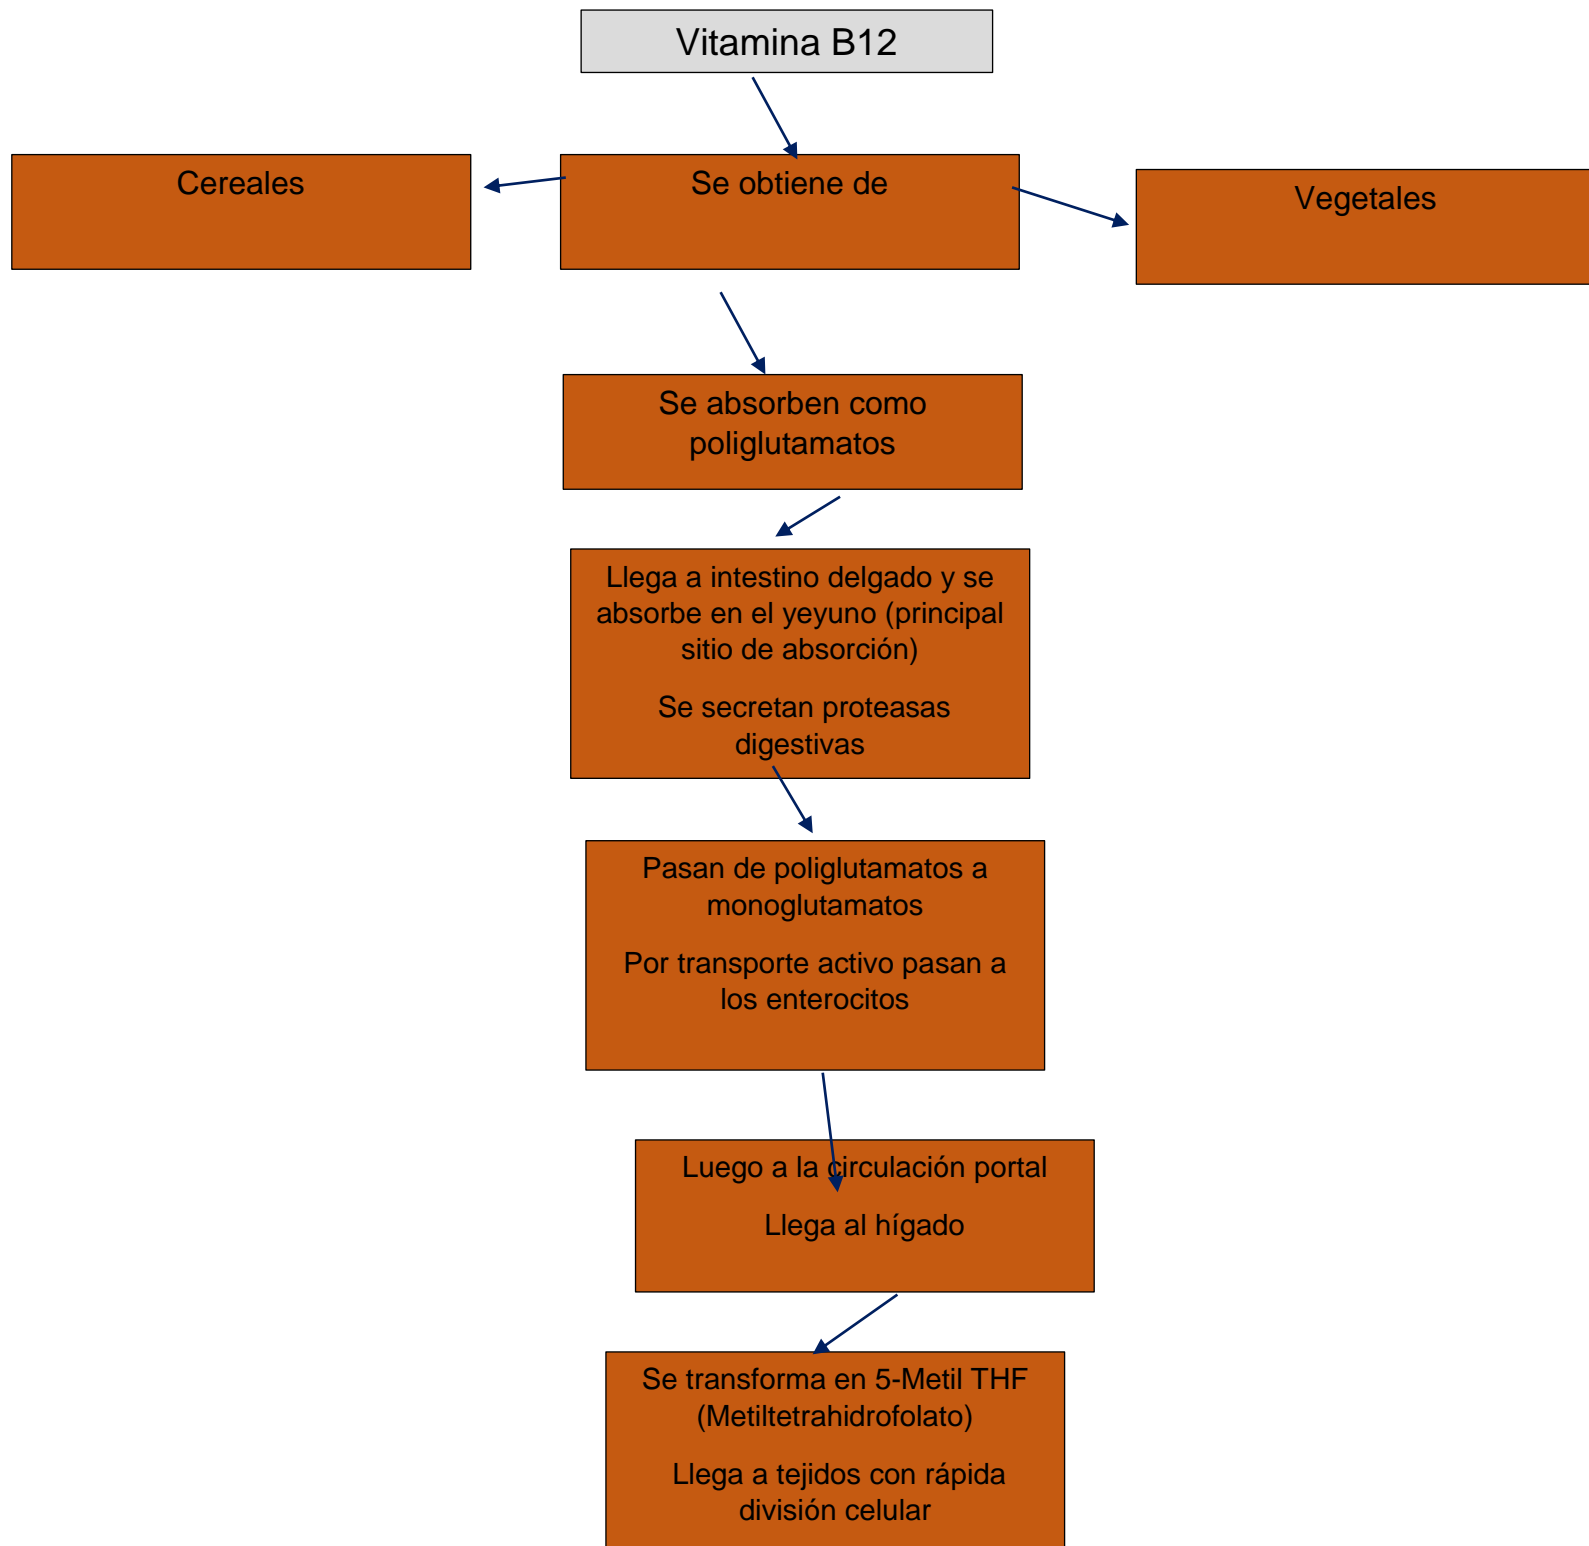 Vitamina B12
Cereales
Se obtiene de
Vegetales
Se absorben como
poliglutamatos
Llega a intestino delgado y se
absorbe en el yeyuno (principal
sitio de absorción)
Se secretan proteasas
digestivas
Pasan de poliglutamatos a
monoglutamatos
Por transporte activo pasan a
los enterocitos
Luego a la circulación portal
Llega al hígado
Se transforma en 5-Metil THF
(Metiltetrahidrofolato)
Llega a tejidos con rápida
división celular